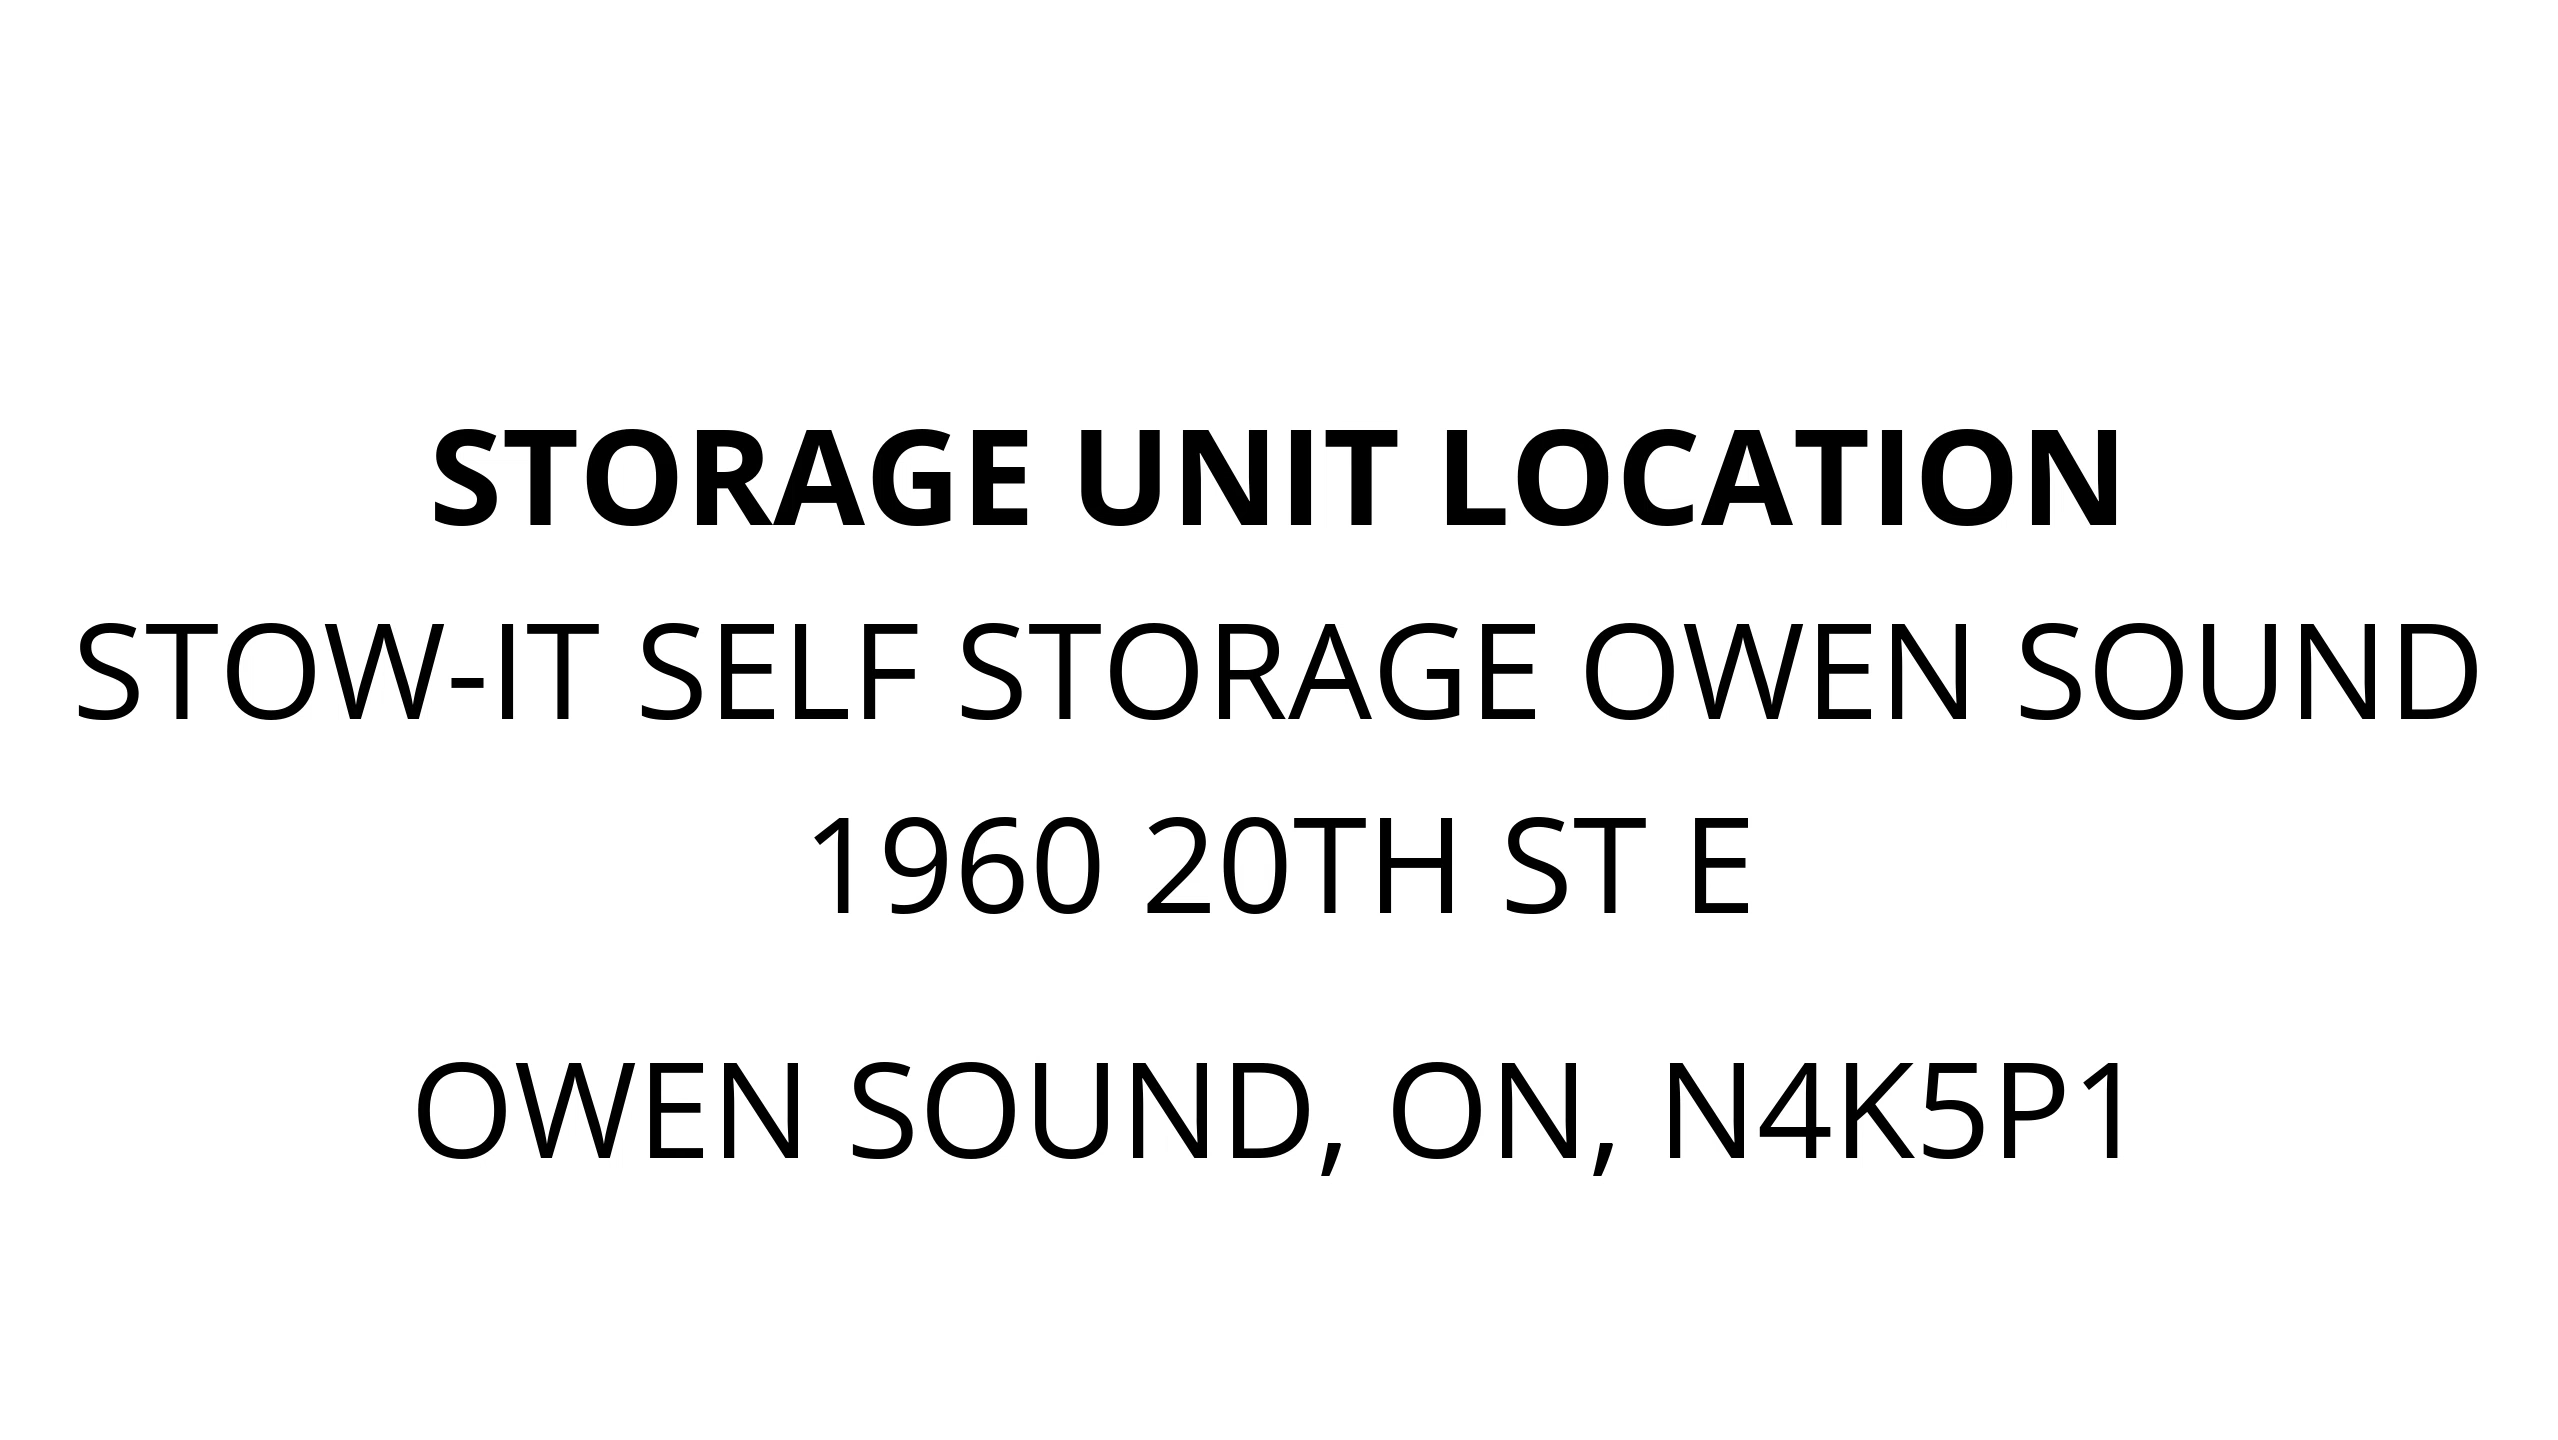 STORAGE UNIT LOCATION
STOW-IT SELF STORAGE OWEN SOUND
1960 20TH ST E
OWEN SOUND, ON, N4K5P1